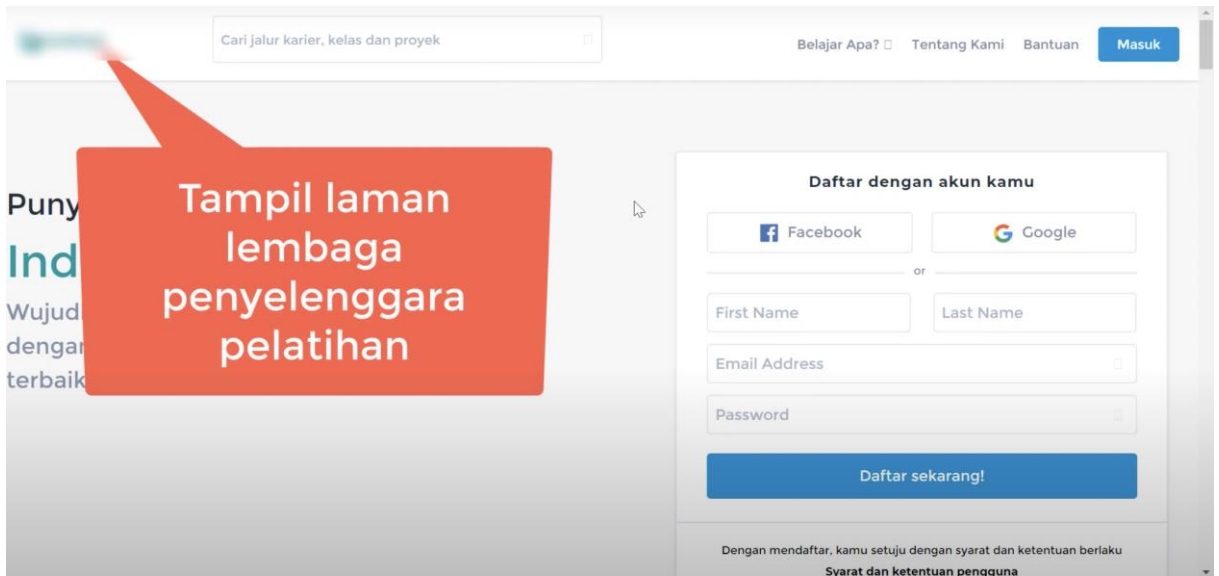 Cari jalur karier, kelas dan proyek
Belajar Apa? Tentang Kami Bantuan Masuk
Tampil laman
lembaga
penyelenggara
pelatihan
Puny
Ind
Wujud
dengan
terbaik
Daftar dengan akun kamu
Facebook Google
or
First Name Last Name
Email Address
Password
Daftar sekarang!
Dengan mendaftar, kamu setuju dengan syarat dan ketentuan berlaku
Syarat dan ketentuan pengguna